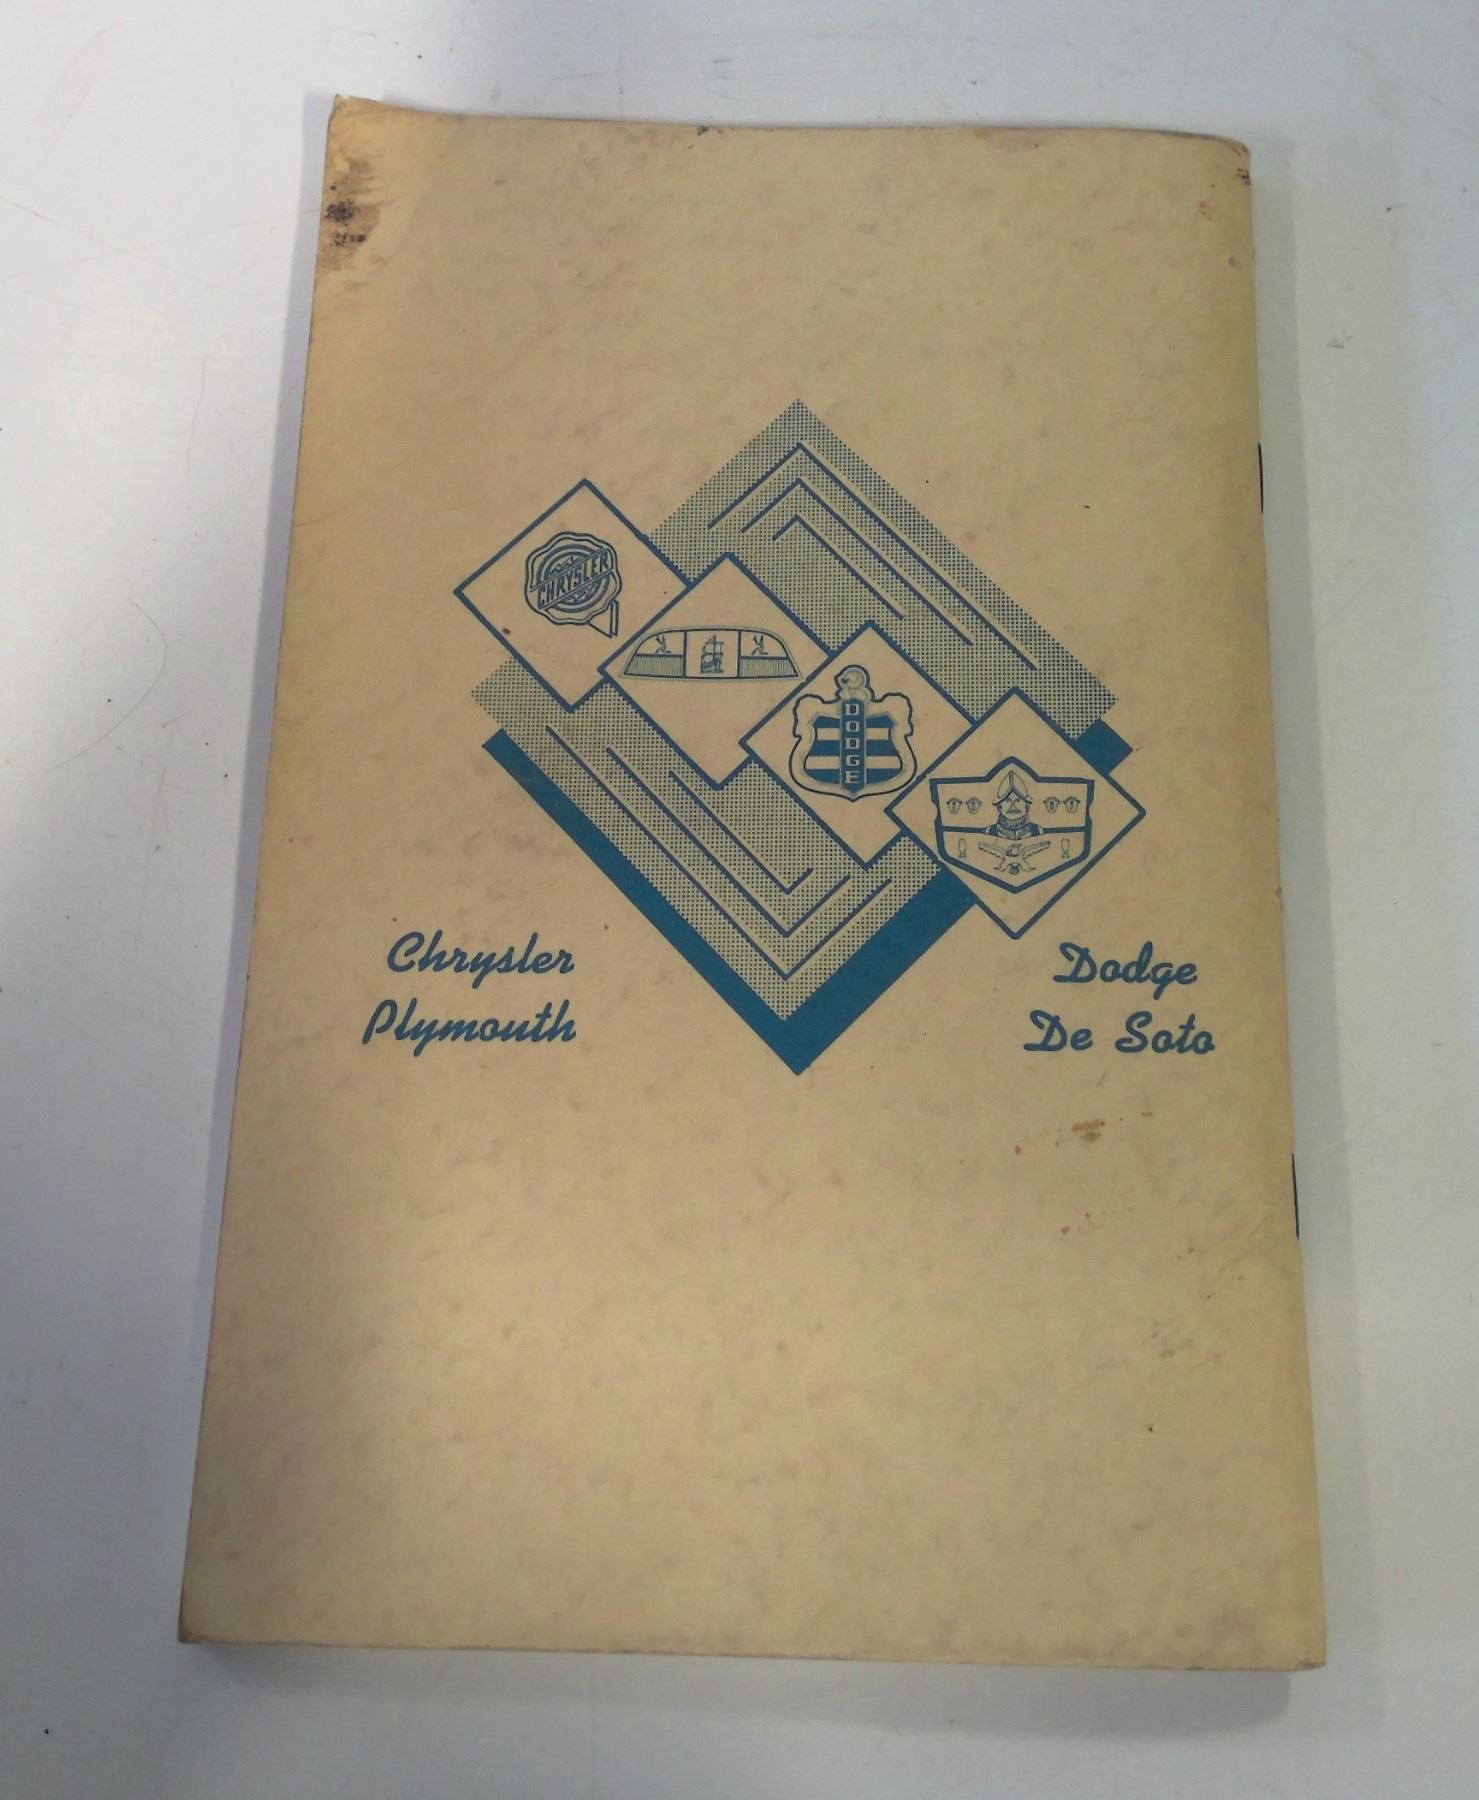 CHRYSLER
DODGE
Chrysler
Plymouth
Dodge
De Soto